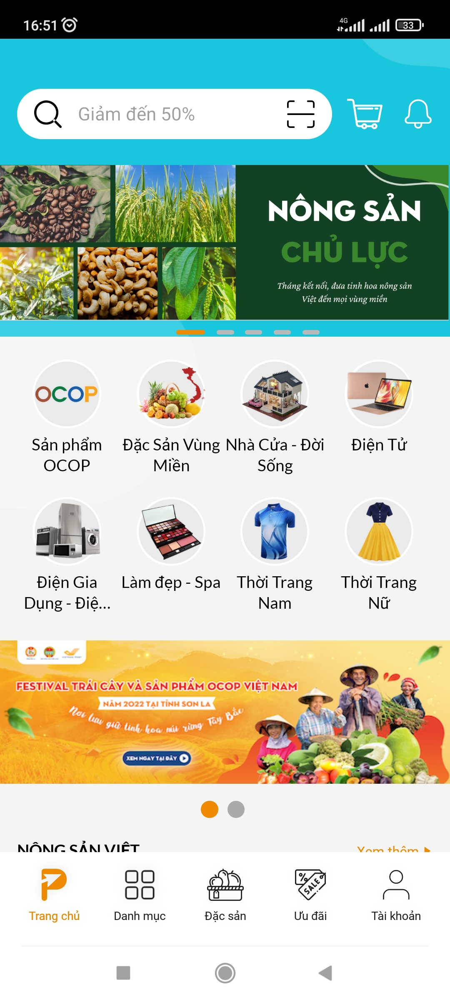 16:51
4G
33
Giảm đến 50%
NÔNG SẢN
CHỦ LỰC
Tháng kết nối, đưa tinh hoa nông sản
Việt đến mọi vùng miền
OCOP
Sản phẩm
OCOP
Đặc Sản Vùng
Miền
Nhà Cửa - Đời
Sống
Điện Tử
Điện Gia
Dụng - Điệ...
Làm đẹp - Spa
Thời Trang
Nam
Thời Trang
Nữ
FESTIVAL TRÁI CÂY VÀ SẢN PHẨM OCOP VIỆT NAM
NĂM 2022 TẠI TỈNH SƠN LA
Nơi lưu giữ tinh hoa núi rừng Tây Bắc
XEM NGAY TẠI ĐÂY
NÔNG SẢN VIỆT
Xem thêm
SALE
Trang chủ
Danh mục
Đặc sản
Ưu đãi
Tài khoản